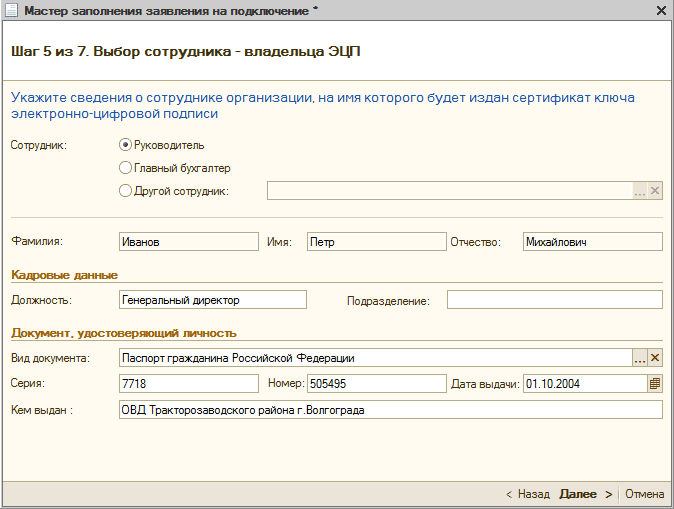 Мастер заполнения заявления на подключение *
Шаг 5 из 7. Выбор сотрудника - владельца ЭЦП
Укажите сведения о сотруднике организации, на имя которого будет издан сертификат ключа
электронно-цифровой подписи
Сотрудник: Руководитель
Главный бухгалтер
Другой сотрудник: ...
Фамилия: Иванов Имя: Петр Отчество: Михайлович
Кадровые данные
Должность: Генеральный директор Подразделение:
Документ, удостоверяющий личность
Вид документа: Паспорт гражданина Российской Федерации ...
Серия: 7718 Номер: 505495 Дата выдачи: 01.10.2004
Кем выдан : ОВД Тракторозаводского района г.Волгограда
< Назад Далее > Отмена